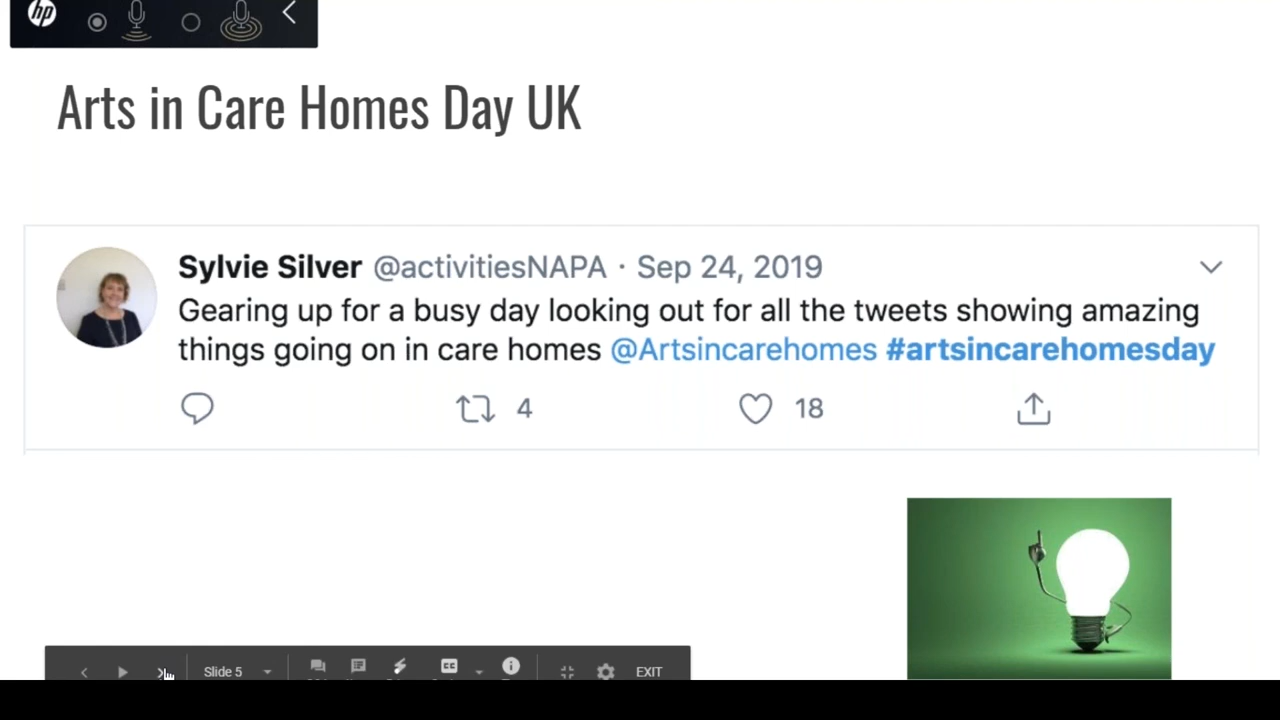 hp
Arts in Care Homes Day UK
Sylvie Silver @activitiesNAPA · Sep 24, 2019
Gearing up for a busy day looking out for all the tweets showing amazing
things going on in care homes @Artsincarehomes #artsincarehomesday
4 18
Slide 5 CC EXIT